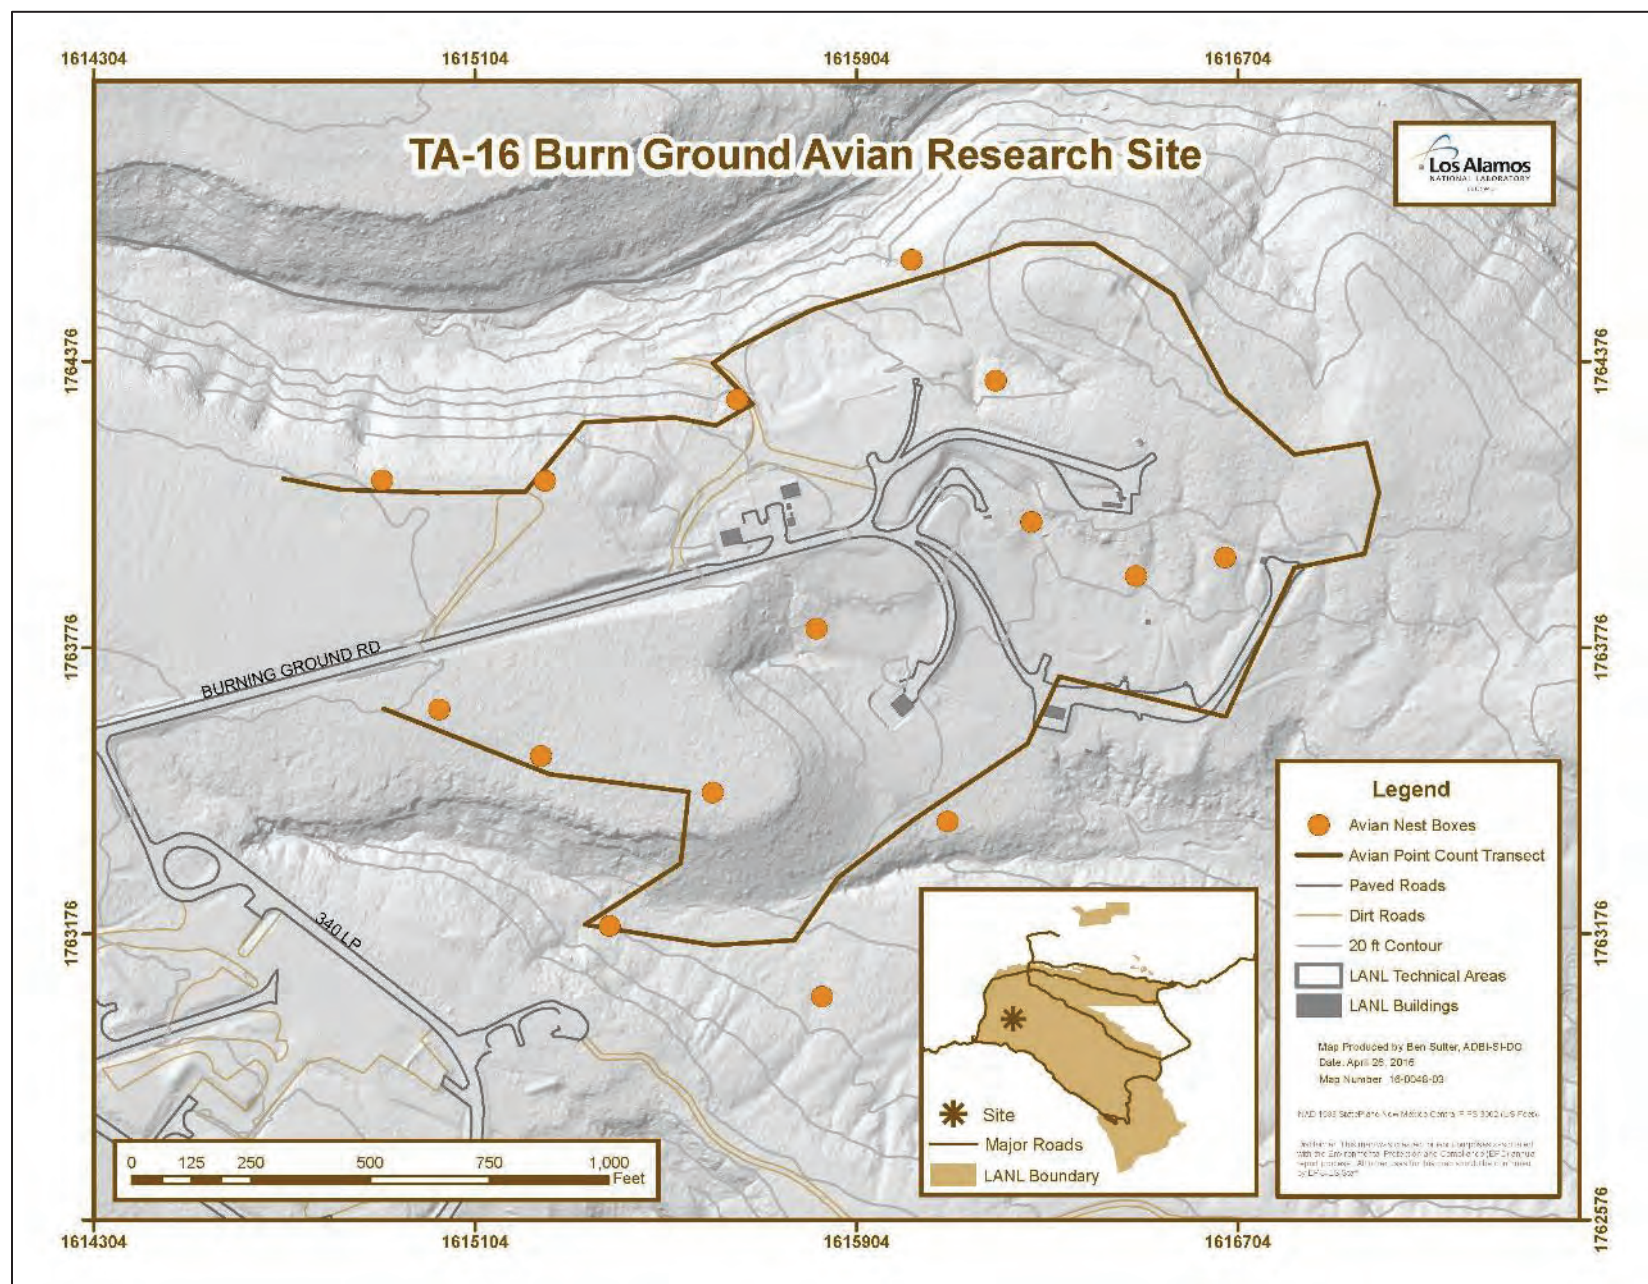 1614304 1615104 1615904 1616704
TA-16 Burn Ground Avian Research Site
Los Alamos
NATIONAL LABORATORY
1764376 1764376
1763776 1763776
BURNING GROUND RD
1763176 1763176
340 LP
Legend
Avian Nest Boxes
Avian Point Count Transect
Paved Roads
Dirt Roads
20 ft Contour
LANL Technical Areas
LANL Buildings
Map Produced by Ben Sutter, ADBI-SI-DO
Date: April 26, 2016
Map Number: 16-0048-03
Site
Major Roads
LANL Boundary
0 125 250 500 750 1,000
Feet
1762576
1614304 1615104 1615904 1616704